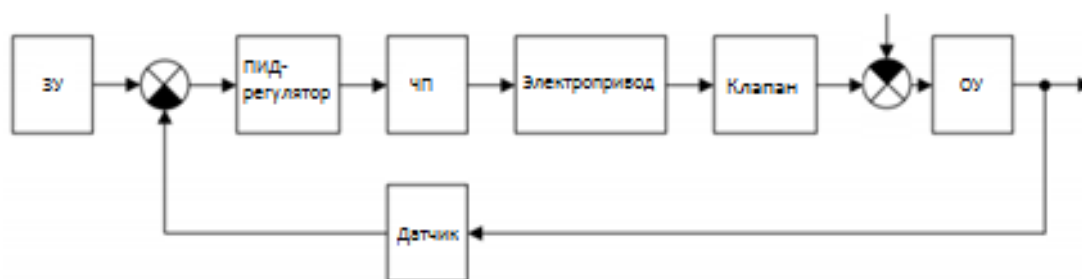 ЗУ
ПИД-
регулятор
ЧП
Электропривод
Клапан
ОУ
Датчик